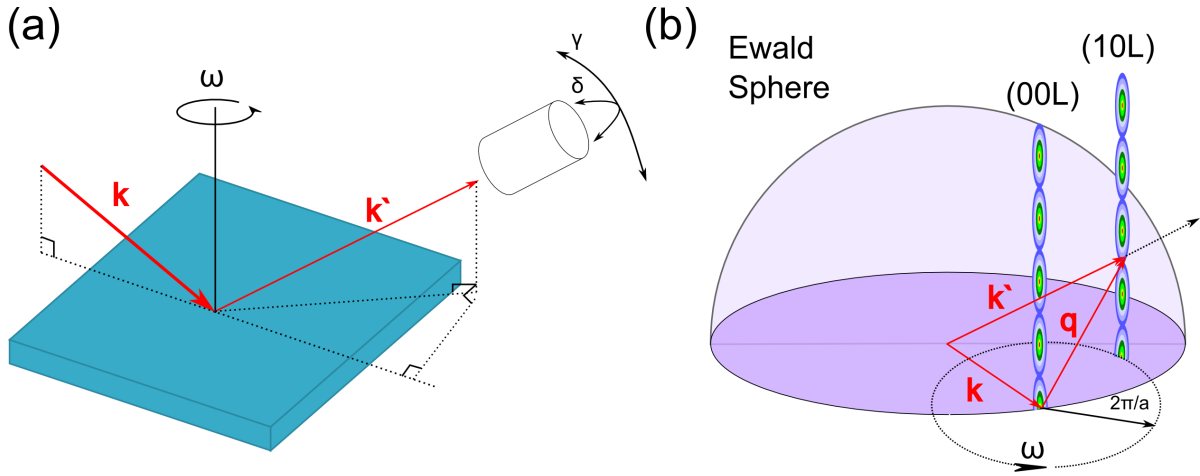 (a)
ω
k
k`
γ
δ
(b)
Ewald
Sphere
(00L)
(10L)
k`
q
k
2π/a
ω